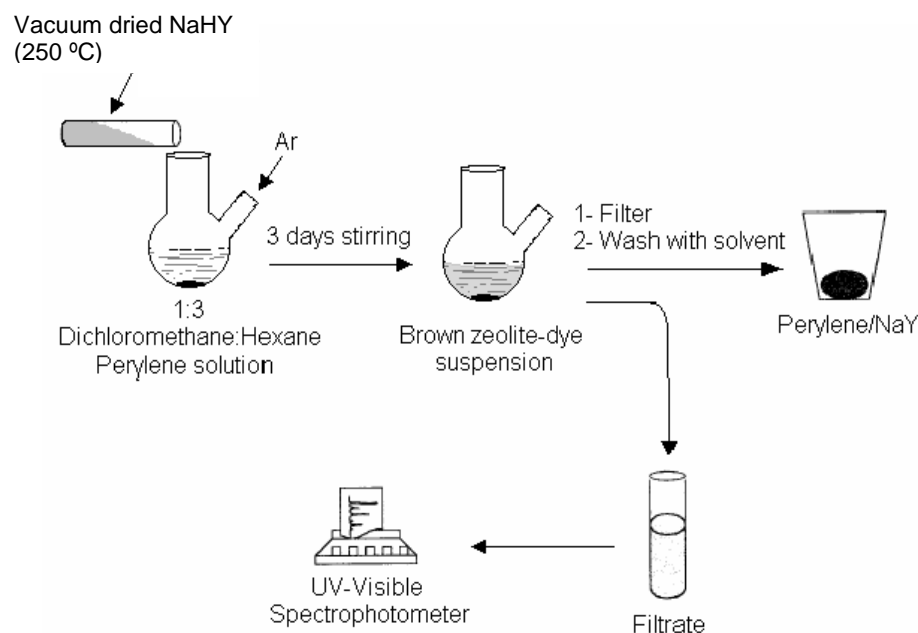 Vacuum dried NaHY
(250 ºC)
Ar
3 days stirring
1- Filter
2- Wash with solvent
1:3
Dichloromethane:Hexane
Perylene solution
Brown zeolite-dye
suspension
Perylene/NaY
UV-Visible
Spectrophotometer
Filtrate